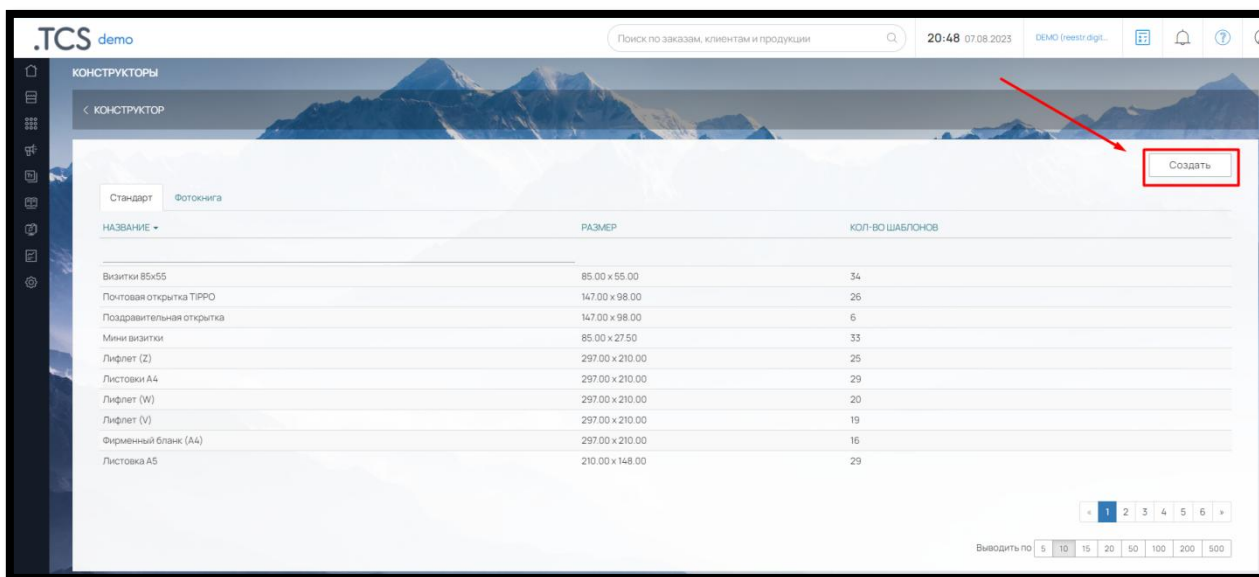 .TCS demo
Поиск по заказам, клиентам и продукции
20:48 07.08.2023
DEMO (reestr.digit...
КОНСТРУКТОРЫ
< КОНСТРУКТОР
Создать
Стандарт Фотокнига
НАЗВАНИЕ РАЗМЕР КОЛ-ВО ШАБЛОНОВ
Визитки 85x55 85.00 x 55.00 34
Почтовая открытка TIPPO 147.00 x 98.00 26
Поздравительная открытка 147.00 x 98.00 6
Мини визитки 85.00 x 27.50 33
Лифлет (Z) 297.00 x 210.00 25
Листовки А4 297.00 x 210.00 29
Лифлет (W) 297.00 x 210.00 20
Лифлет (V) 297.00 x 210.00 19
Фирменный бланк (А4) 297.00 x 210.00 16
Листовка А5 210.00 x 148.00 29
« 1 2 3 4 5 6 »
Выводить по 5 10 15 20 50 100 200 500